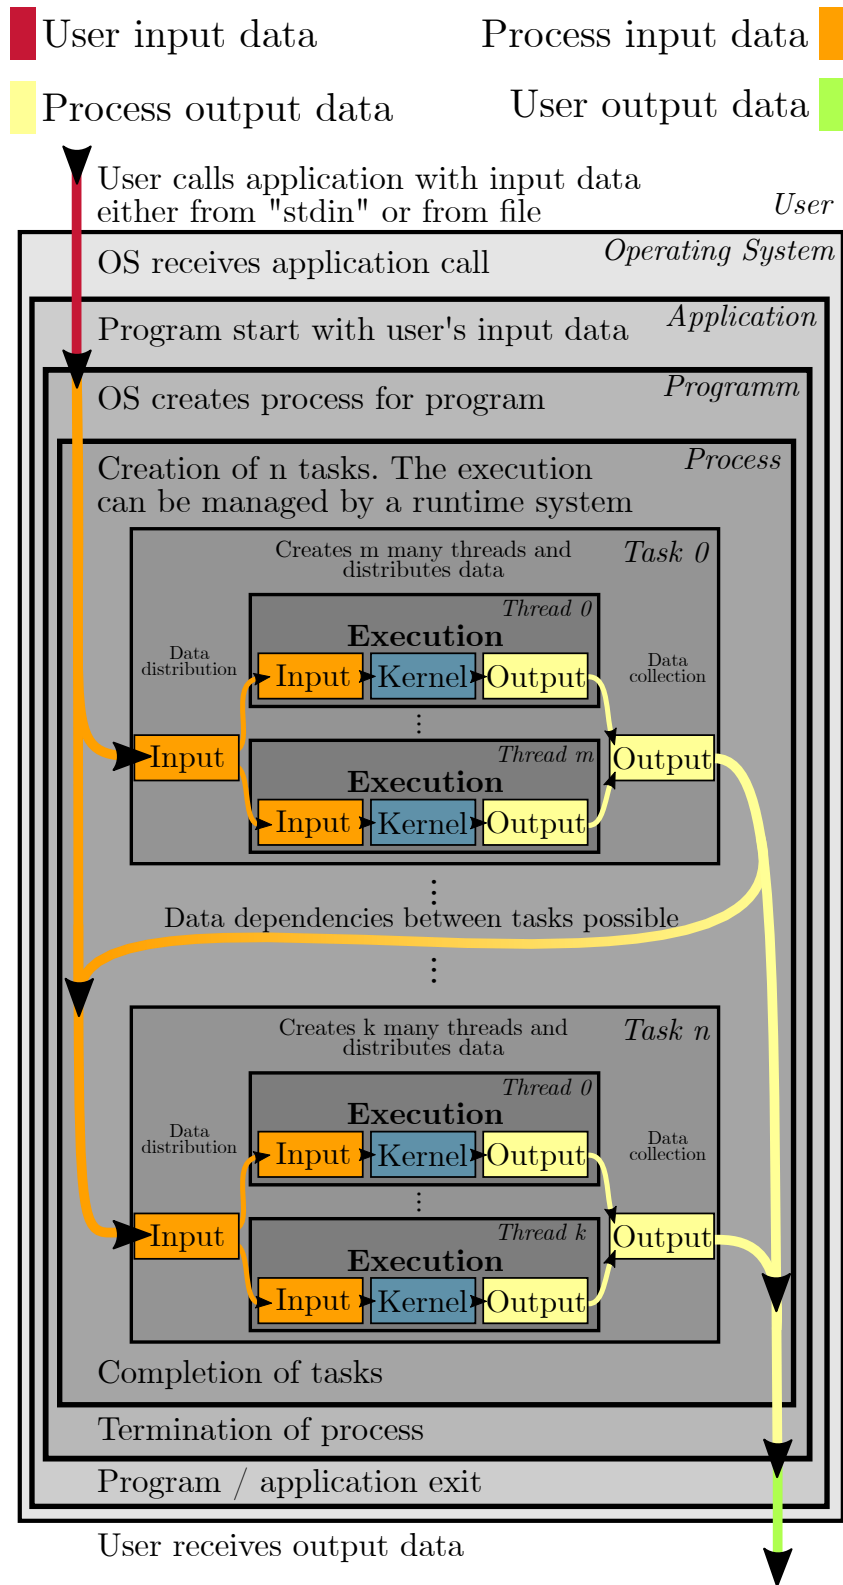 User input data
Process input data
Process output data
User output data
User calls application with input data
either from "stdin" or from file
User
OS receives application call
Operating System
Program start with user's input data
Application
OS creates process for program
Programm
Creation of n tasks. The execution
can be managed by a runtime system
Process
Creates m many threads and
distributes data
Task 0
Thread 0
Execution
Data
distribution
Input
Kernel
Output
Data
collection
Input
Thread m
Execution
Input
Kernel
Output
Output
Data dependencies between tasks possible
Creates k many threads and
distributes data
Task n
Thread 0
Execution
Data
distribution
Input
Kernel
Output
Data
collection
Input
Thread k
Execution
Input
Kernel
Output
Output
Completion of tasks
Termination of process
Program / application exit
User receives output data